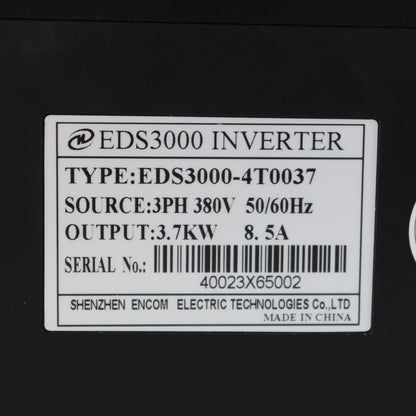 EDS3000 INVERTER
TYPE:EDS3000-4T0037
SOURCE:3PH 380V 50/60Hz
OUTPUT:3.7KW 8.5A
SERIAL No.:
40023X65002
SHENZHEN ENCOM ELECTRIC TECHNOLOGIES Co.,LTD
MADE IN CHINA